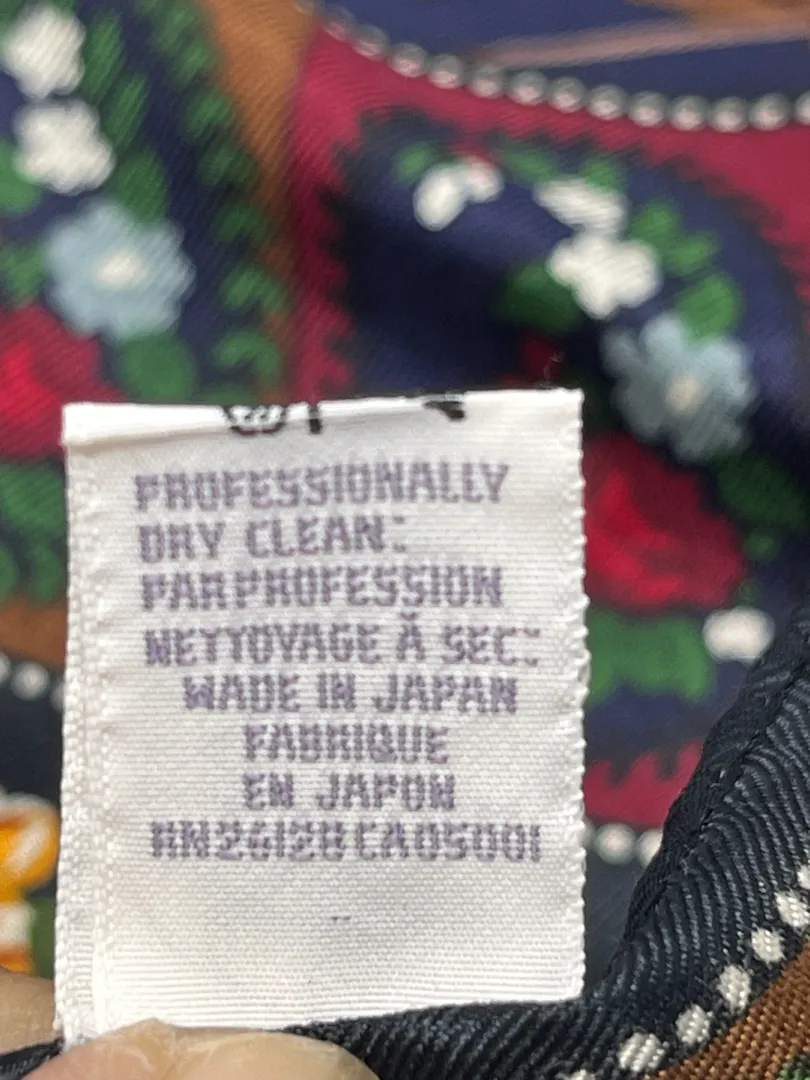 PROFESSIONALLY
DRY CLEAN:
PAR PROFESSION
NETTOYAGE À SEC:
MADE IN JAPAN
FABRIQUE
EN JAPON
RN26128 CA05001